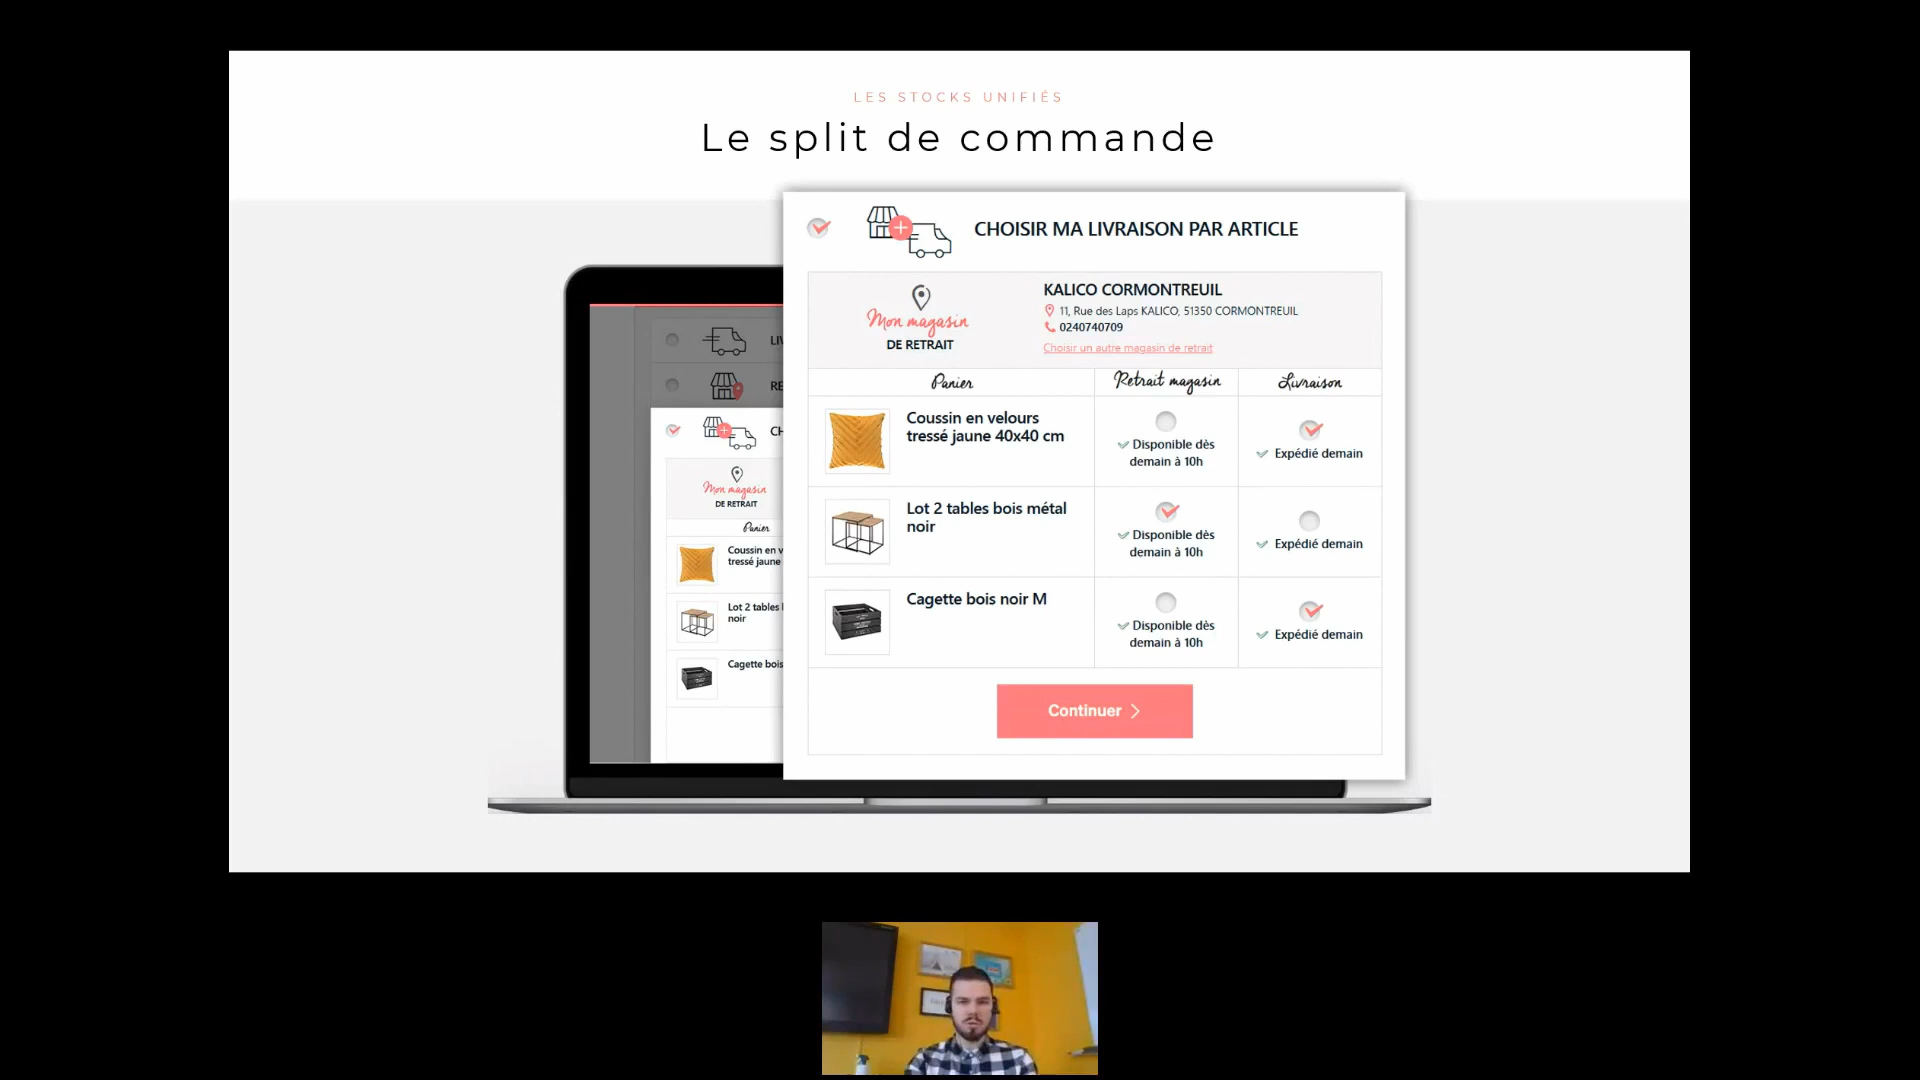 LES STOCKS UNIFIÉS
Le split de commande
CHOISIR MA LIVRAISON PAR ARTICLE
Mon magasin
DE RETRAIT
KALICO CORMONTREUIL
11, Rue des Laps KALICO, 51350 CORMONTREUIL
0240740709
Choisir un autre magasin de retrait
Panier
Retrait magasin
Livraison
Coussin en velours
tressé jaune 40x40 cm
Disponible dès
demain à 10h
Expédié demain
Lot 2 tables bois métal
noir
Disponible dès
demain à 10h
Expédié demain
Cagette bois noir M
Disponible dès
demain à 10h
Expédié demain
Continuer
LI
RE
CH
Mon magasin
DE RETRAIT
Panier
Coussin en v
tressé jaune
Lot 2 tables
noir
Cagette bois